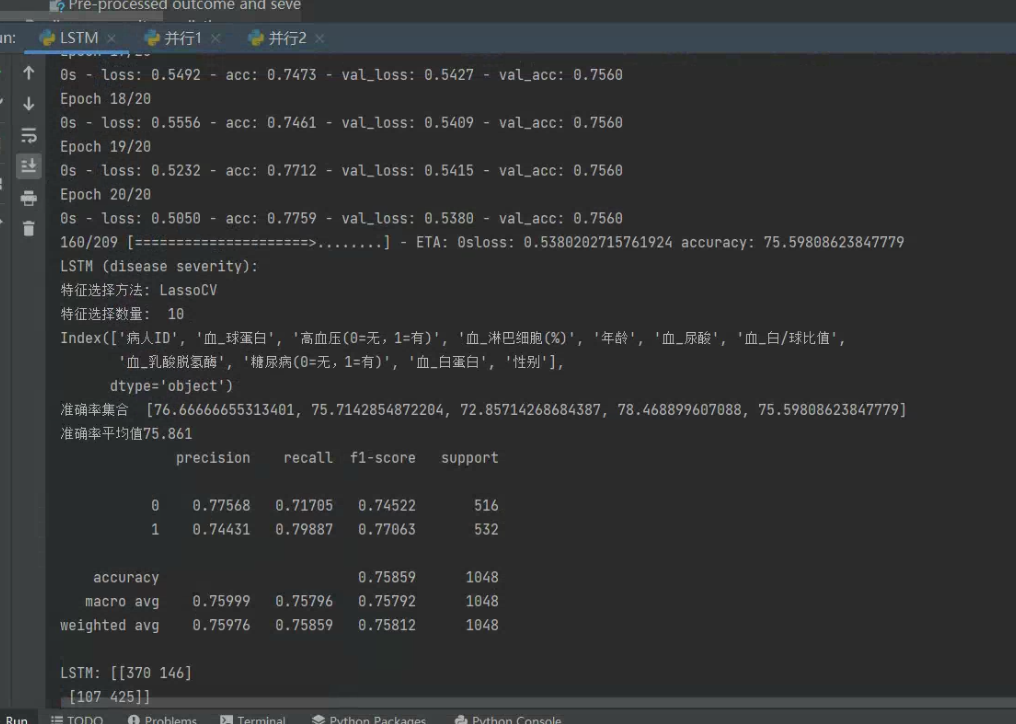 Pre-processed outcome and seve
un: LSTM × 并行1 × 并行2 ×
0s - loss: 0.5492 - acc: 0.7473 - val_loss: 0.5427 - val_acc: 0.7560
Epoch 18/20
0s - loss: 0.5556 - acc: 0.7461 - val_loss: 0.5409 - val_acc: 0.7560
Epoch 19/20
0s - loss: 0.5232 - acc: 0.7712 - val_loss: 0.5415 - val_acc: 0.7560
Epoch 20/20
0s - loss: 0.5050 - acc: 0.7759 - val_loss: 0.5380 - val_acc: 0.7560
160/209 [=====================>........] - ETA: 0sloss: 0.5380202715761924 accuracy: 75.59808623847779
LSTM (disease severity):
特征选择方法: LassoCV
特征选择数量:  10
Index(['病人ID', '血_球蛋白', '高血压(0=无，1=有)', '血_淋巴细胞(%)', '年龄', '血_尿酸', '血_白/球比值',
'血_乳酸脱氢酶', '糖尿病(0=无，1=有)', '血_白蛋白', '性别'],
dtype='object')
准确率集合  [76.66666655313401, 75.7142854872204, 72.85714268684387, 78.468899607088, 75.59808623847779]
准确率平均值75.861
precision recall f1-score support
0 0.77568 0.71705 0.74522 516
1 0.74431 0.79887 0.77063 532
accuracy 0.75859 1048
macro avg 0.75999 0.75796 0.75792 1048
weighted avg 0.75976 0.75859 0.75812 1048
LSTM: [[370 146]
[107 425]]
Run TODO Problems Terminal Python Packages Python Console